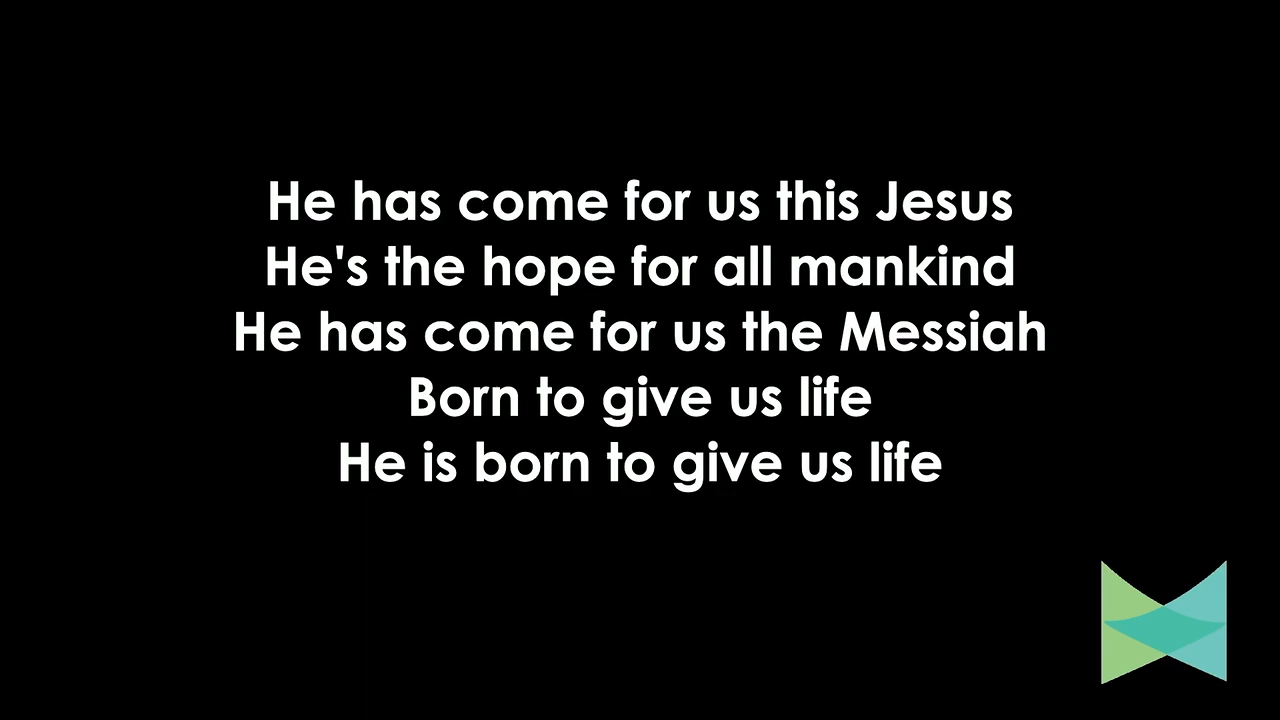 He has come for us this Jesus
He's the hope for all mankind
He has come for us the Messiah
Born to give us life
He is born to give us life